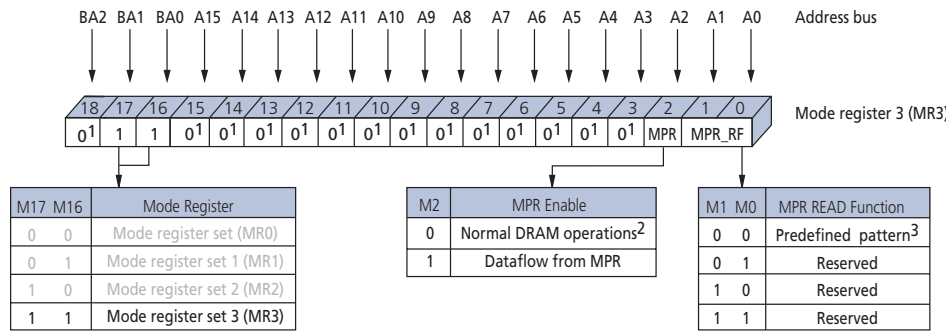 BA2 BA1 BA0 A15 A14 A13 A12 A11 A10 A9 A8 A7 A6 A5 A4 A3 A2 A1 A0 Address bus
18 17 16 15 14 13 12 11 10 9 8 7 6 5 4 3 2 1 0 Mode register 3 (MR3)
0¹ 1 1 0¹ 0¹ 0¹ 0¹ 0¹ 0¹ 0¹ 0¹ 0¹ 0¹ 0¹ 0¹ 0¹ MPR MPR_RF
M17 M16 Mode Register
0 0 Mode register set (MR0)
0 1 Mode register set 1 (MR1)
1 0 Mode register set 2 (MR2)
1 1 Mode register set 3 (MR3)
M2 MPR Enable
0 Normal DRAM operations²
1 Dataflow from MPR
M1 M0 MPR READ Function
0 0 Predefined pattern³
0 1 Reserved
1 0 Reserved
1 1 Reserved